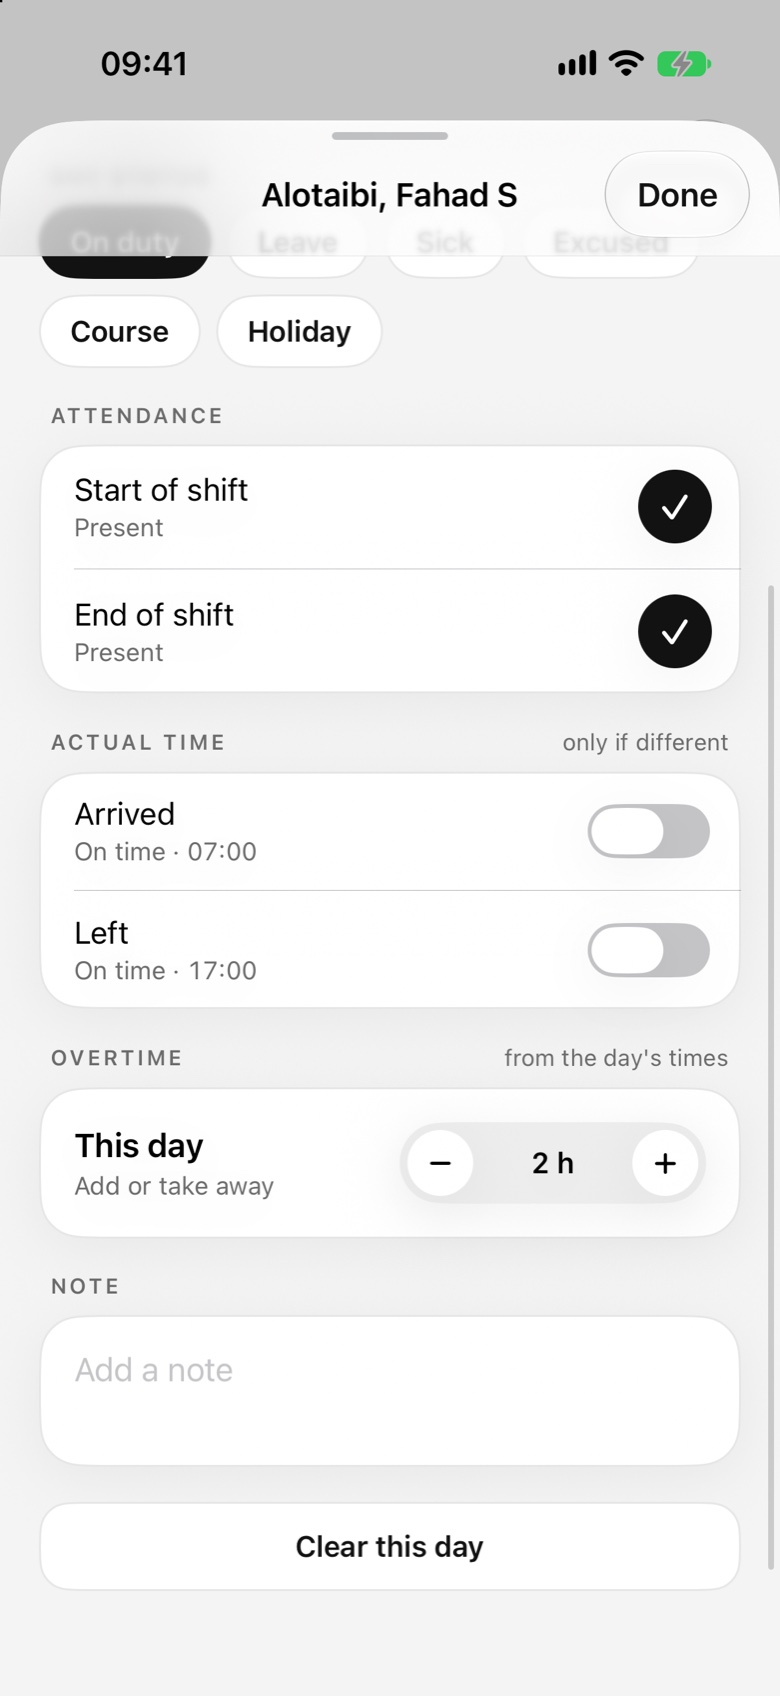 09:41
Alotaibi, Fahad S
Done
On duty
Leave
Sick
Excused
Course
Holiday
ATTENDANCE
Start of shift
Present
End of shift
Present
ACTUAL TIME
only if different
Arrived
On time · 07:00
Left
On time · 17:00
OVERTIME
from the day's times
This day
Add or take away
− 2 h +
NOTE
Add a note
Clear this day